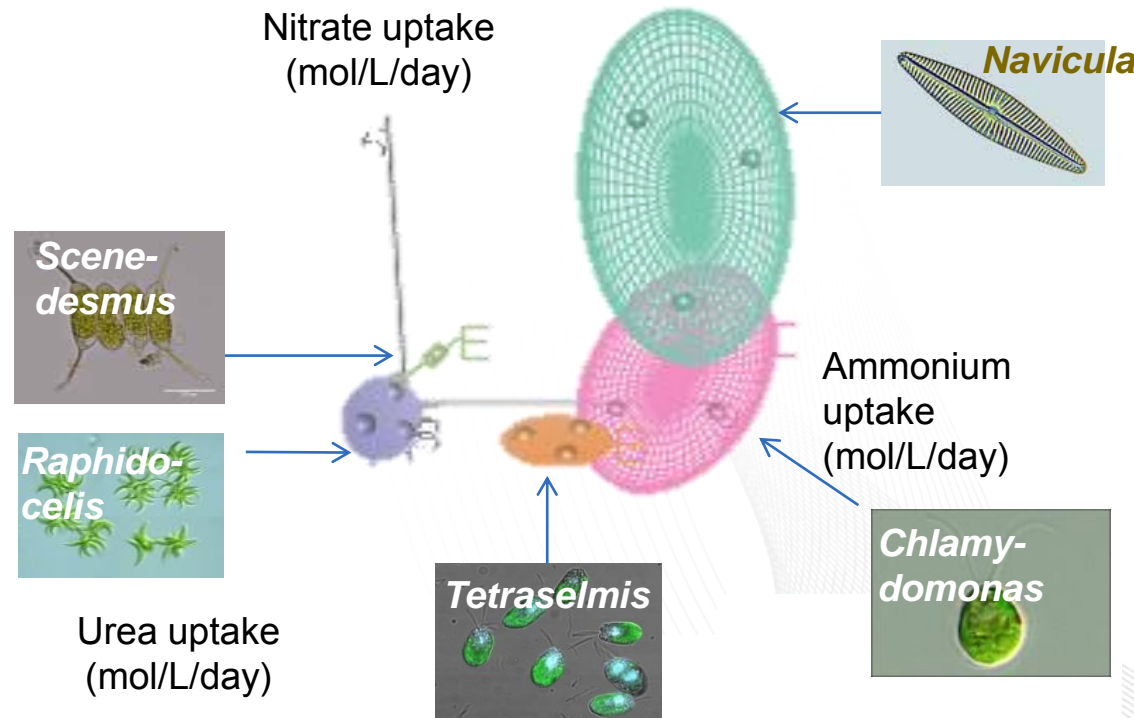 Nitrate uptake
(mol/L/day)
Navicula
Scene-
desmus
Ammonium
uptake
(mol/L/day)
Raphido-
celis
Chlamy-
domonas
Tetraselmis
Urea uptake
(mol/L/day)